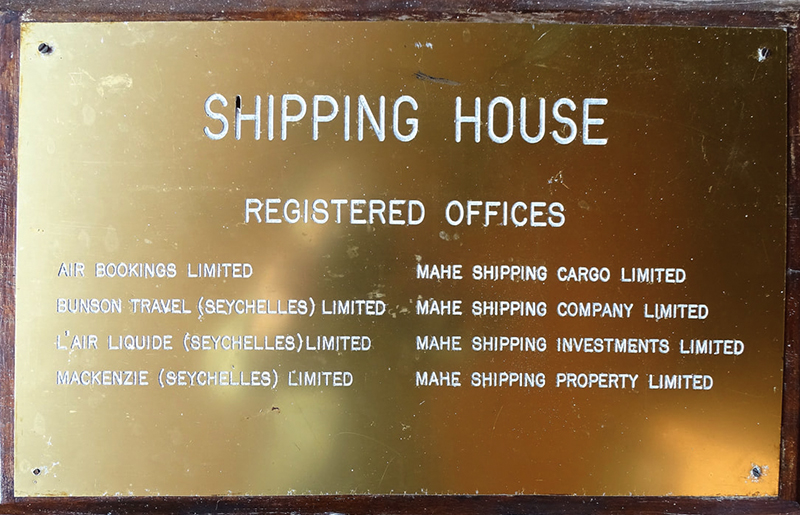 SHIPPING HOUSE
REGISTERED OFFICES
AIR BOOKINGS LIMITED
BUNSON TRAVEL (SEYCHELLES) LIMITED
L'AIR LIQUIDE (SEYCHELLES) LIMITED
MACKENZIE (SEYCHELLES) LIMITED
MAHE SHIPPING CARGO LIMITED
MAHE SHIPPING COMPANY LIMITED
MAHE SHIPPING INVESTMENTS LIMITED
MAHE SHIPPING PROPERTY LIMITED